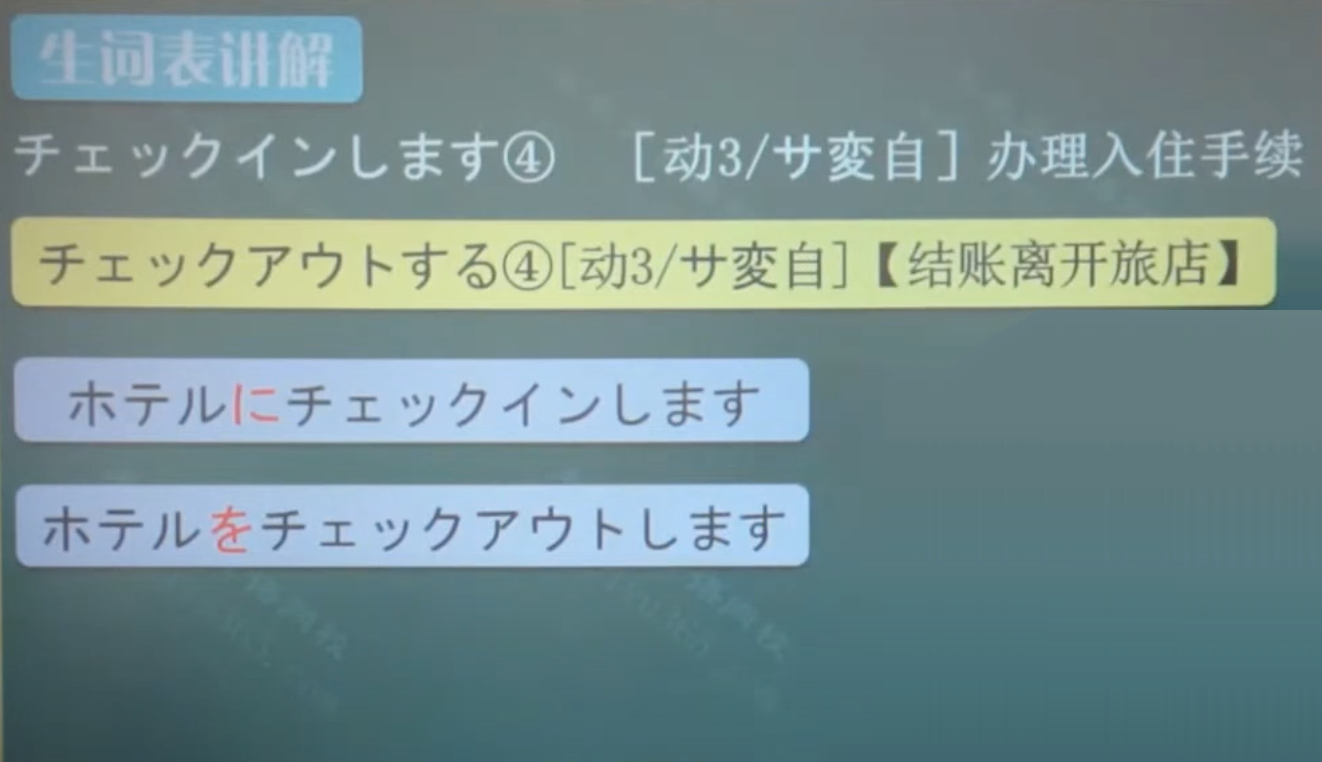 生词表讲解
チェックインします④ [动3/サ変自] 办理入住手续
チェックアウトする④[动3/サ変自]【结账离开旅店】
ホテルにチェックインします
ホテルをチェックアウトします